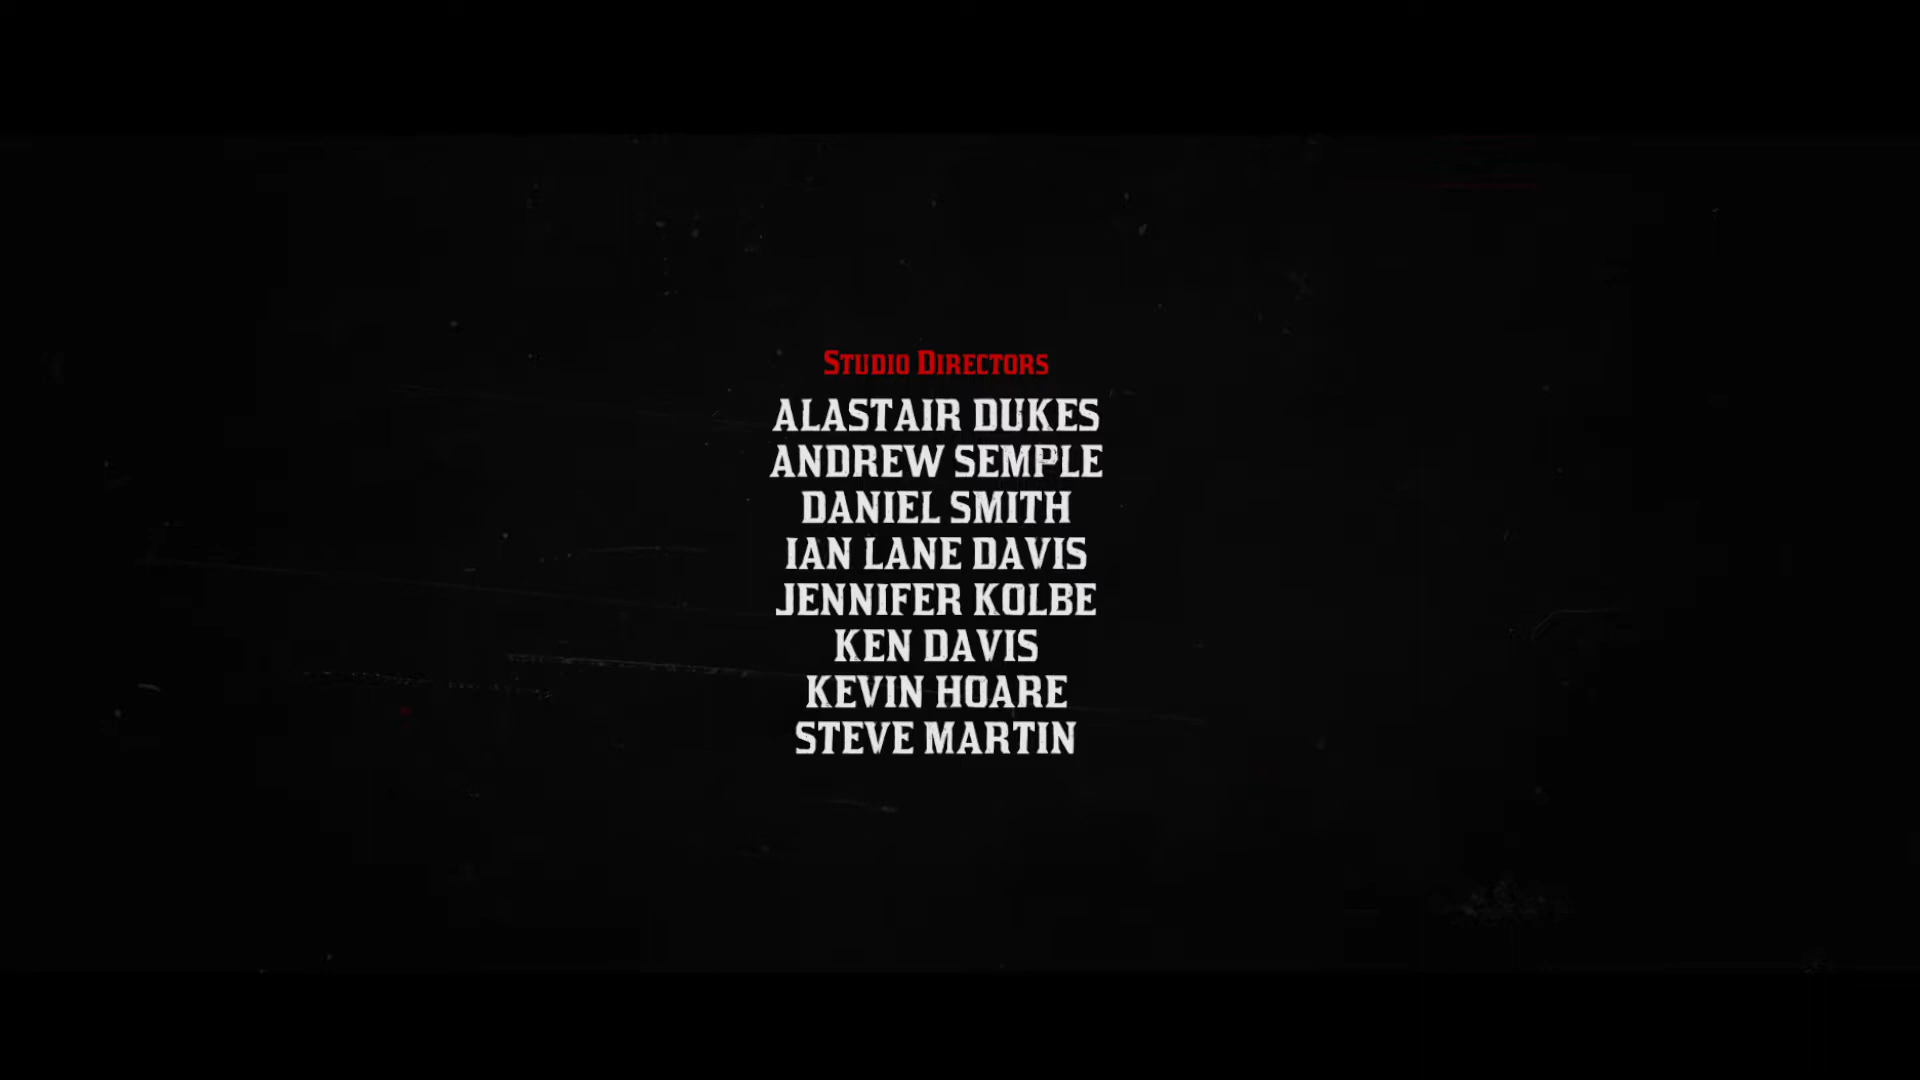 Studio Directors
ALASTAIR DUKES
ANDREW SEMPLE
DANIEL SMITH
IAN LANE DAVIS
JENNIFER KOLBE
KEN DAVIS
KEVIN HOARE
STEVE MARTIN